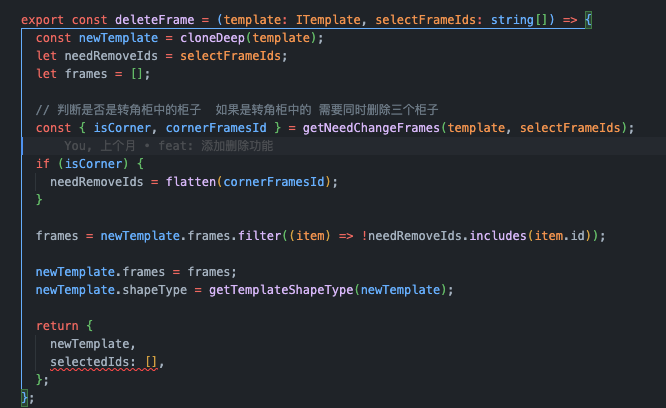 export const deleteFrame = (template: ITemplate, selectFrameIds: string[]) => {
const newTemplate = cloneDeep(template);
let needRemoveIds = selectFrameIds;
let frames = [];
// 判断是否是转角柜中的柜子  如果是转角柜中的 需要同时删除三个柜子
const { isCorner, cornerFramesId } = getNeedChangeFrames(template, selectFrameIds);
You, 上个月 • feat: 添加删除功能
if (isCorner) {
needRemoveIds = flatten(cornerFramesId);
}
frames = newTemplate.frames.filter((item) => !needRemoveIds.includes(item.id));
newTemplate.frames = frames;
newTemplate.shapeType = getTemplateShapeType(newTemplate);
return {
newTemplate,
selectedIds: [],
};
};